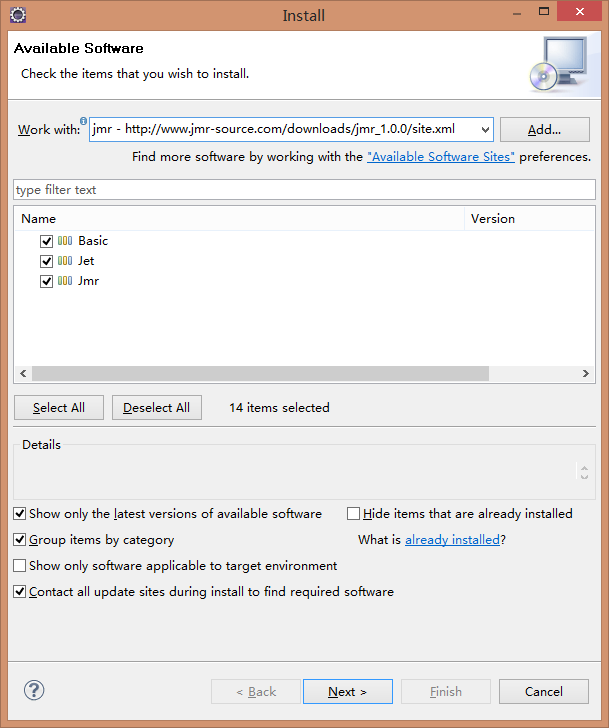 Install
Available Software
Check the items that you wish to install.
Work with: jmr - http://www.jmr-source.com/downloads/jmr_1.0.0/site.xml Add...
Find more software by working with the "Available Software Sites" preferences.
type filter text
Name Version
Basic
Jet
Jmr
Select All Deselect All 14 items selected
Details
Show only the latest versions of available software Hide items that are already installed
Group items by category What is already installed?
Show only software applicable to target environment
Contact all update sites during install to find required software
? < Back Next > Finish Cancel